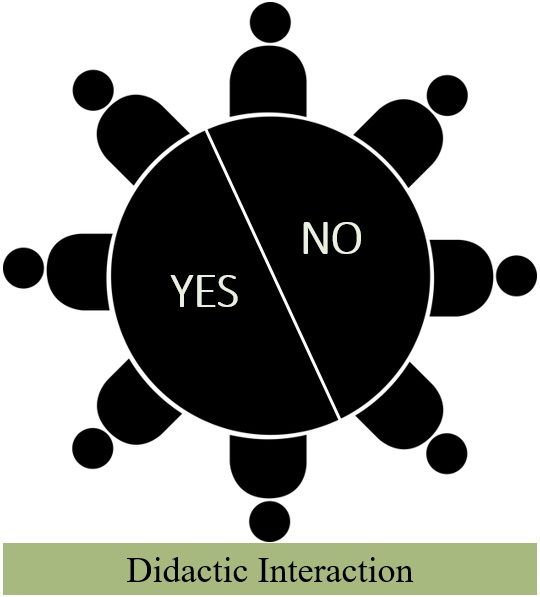 NO
YES
Didactic Interaction